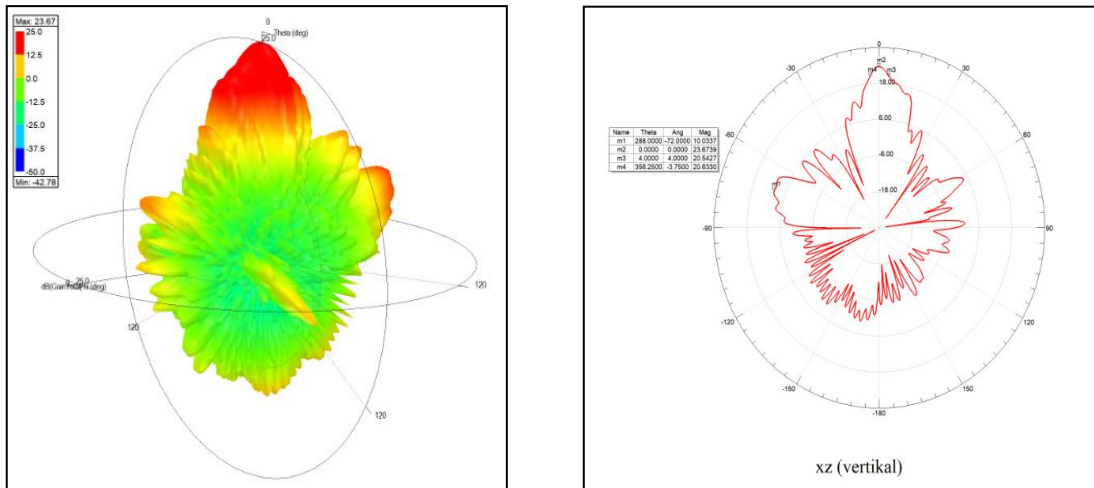 Max: 23.67
25.0
12.5
0.0
-12.5
-25.0
-37.5
-50.0
Min: -42.78
0
Theta (deg)
25.0
25.0
120
120
120
0
-30
30
-60
60
-90
90
-120
120
-150
150
-180
m2
m4
m3
m1
18.00
6.00
-6.00
-18.00
Name Theta Ang Mag
m1 288.0000 -72.0000 10.0337
m2 0.0000 0.0000 23.6739
m3 4.0000 4.0000 20.5427
m4 356.2500 -3.7500 20.6330
xz (vertikal)